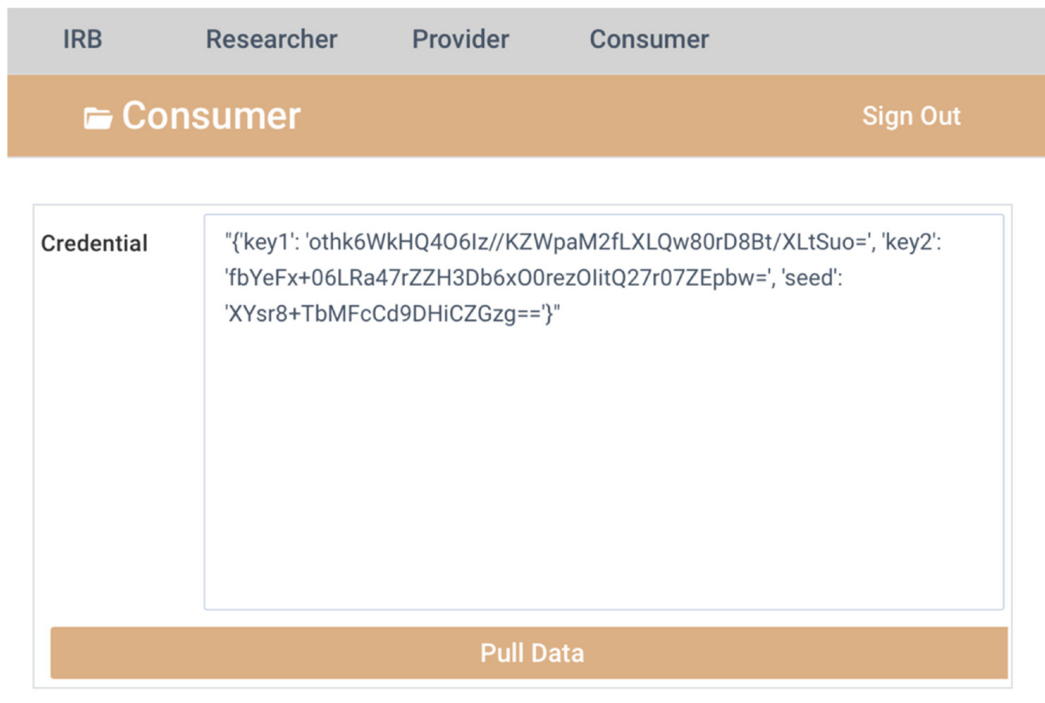 IRB Researcher Provider Consumer
Consumer Sign Out
Credential "{'key1': 'othk6WkHQ4O6Iz//KZWpaM2fLXLQw80rD8Bt/XLtSuo=', 'key2':
'fbYeFx+06LRa47rZZH3Db6xO0rezOIitQ27r07ZEpbw=', 'seed':
'XYsr8+TbMFcCd9DHiCZGzg=='}"
Pull Data